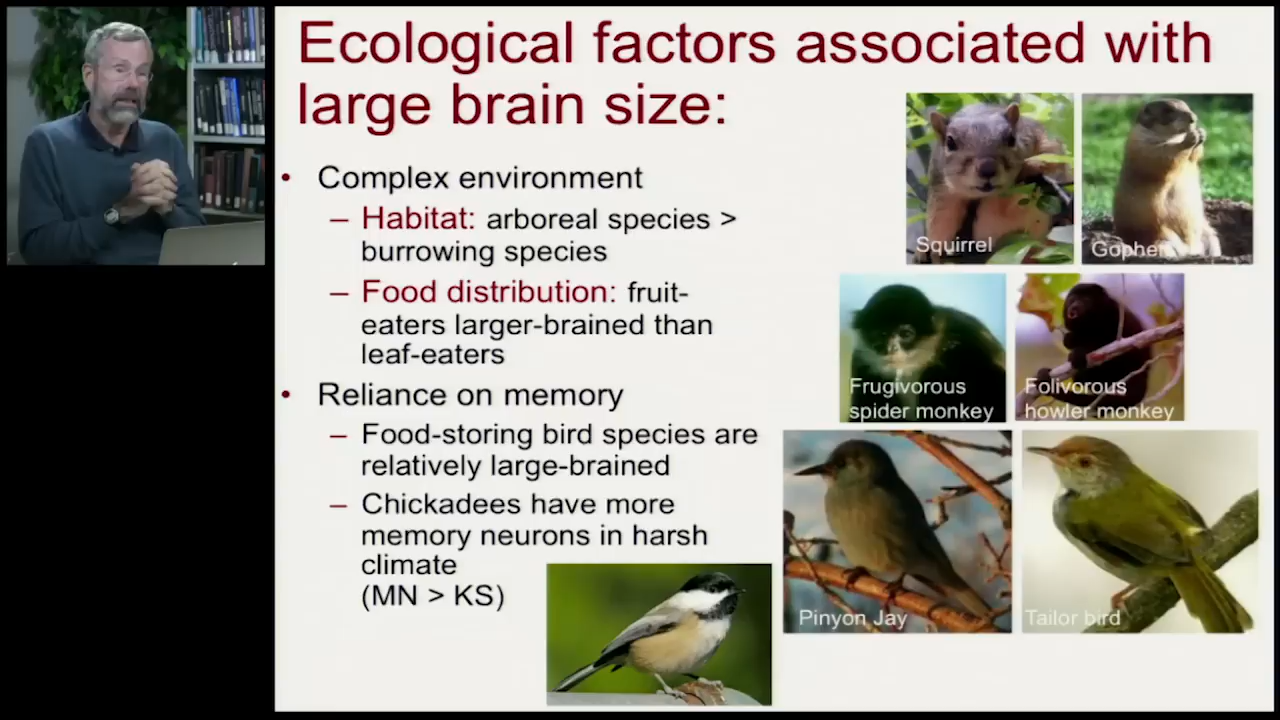 Ecological factors associated with
large brain size:
• Complex environment
– Habitat: arboreal species >
burrowing species
– Food distribution: fruit-
eaters larger-brained than
leaf-eaters
• Reliance on memory
– Food-storing bird species are
relatively large-brained
– Chickadees have more
memory neurons in harsh
climate
(MN > KS)
Squirrel
Gopher
Frugivorous
spider monkey
Folivorous
howler monkey
Pinyon Jay
Tailor bird